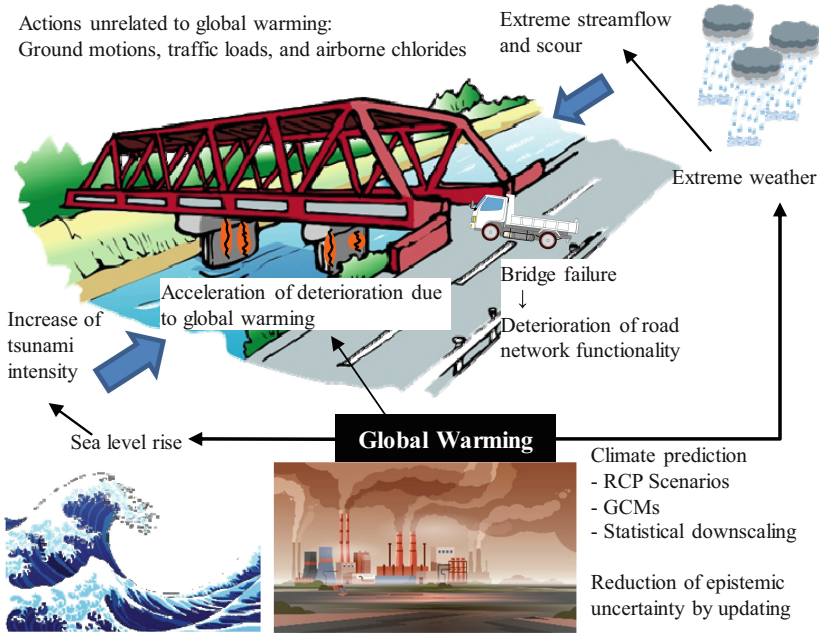 Actions unrelated to global warming:
Ground motions, traffic loads, and airborne chlorides
Extreme streamflow
and scour
Extreme weather
Bridge failure
↓
Deterioration of road
network functionality
Acceleration of deterioration due
to global warming
Increase of
tsunami
intensity
Sea level rise
Global Warming
Climate prediction
- RCP Scenarios
- GCMs
- Statistical downscaling
Reduction of epistemic
uncertainty by updating